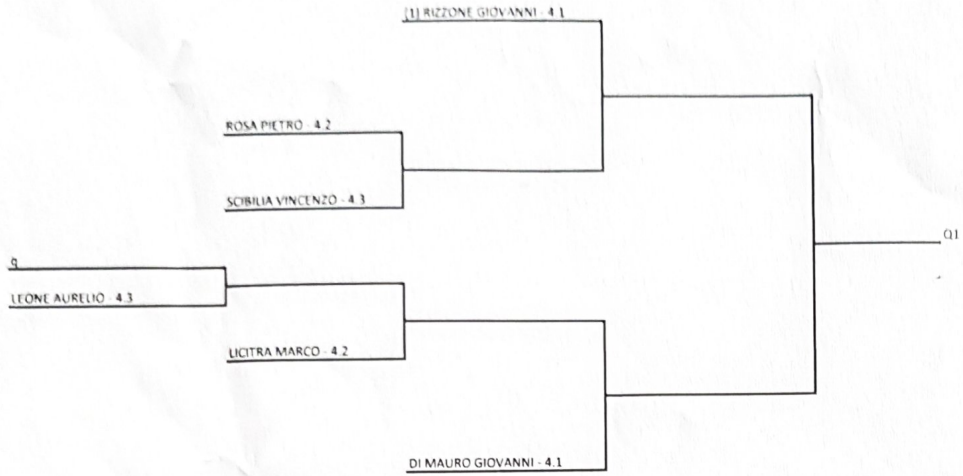 (1) RIZZONE GIOVANNI - 4.1
ROSA PIETRO - 4.2
SCIBILIA VINCENZO - 4.3
Q1
q
LEONE AURELIO - 4.3
LICITRA MARCO - 4.2
DI MAURO GIOVANNI - 4.1